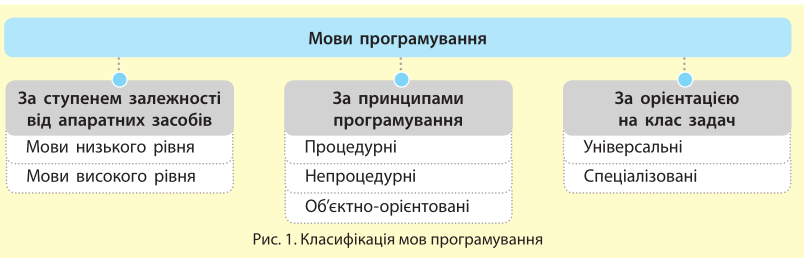 Мови програмування
За ступенем залежності
від апаратних засобів
Мови низького рівня
Мови високого рівня
За принципами
програмування
Процедурні
Непроцедурні
Об’єктно-орієнтовані
За орієнтацією
на клас задач
Універсальні
Спеціалізовані
Рис. 1. Класифікація мов програмування